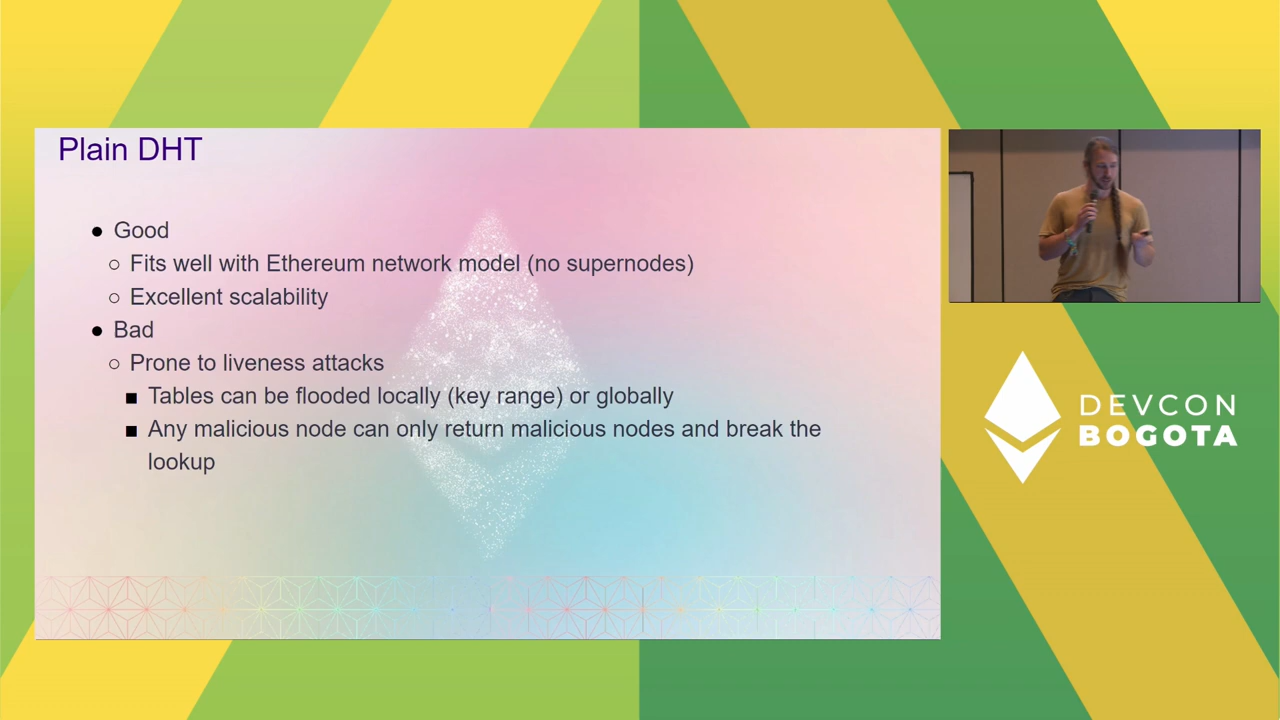 Plain DHT
● Good
○ Fits well with Ethereum network model (no supernodes)
○ Excellent scalability
● Bad
○ Prone to liveness attacks
■ Tables can be flooded locally (key range) or globally
■ Any malicious node can only return malicious nodes and break the
lookup
DEVCON
BOGOTA